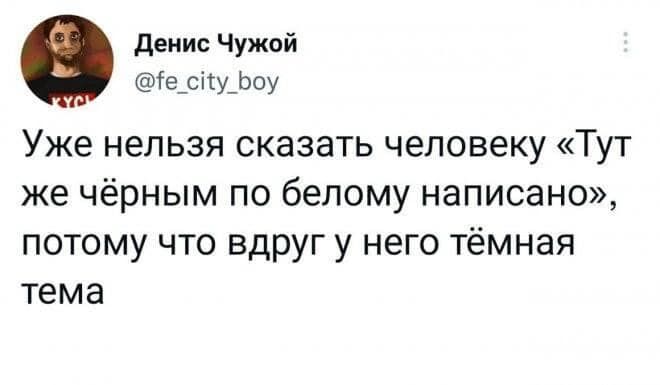 Денис Чужой
@fe_city_boy
КУСЬ
Уже нельзя сказать человеку «Тут
же чёрным по белому написано»,
потому что вдруг у него тёмная
тема